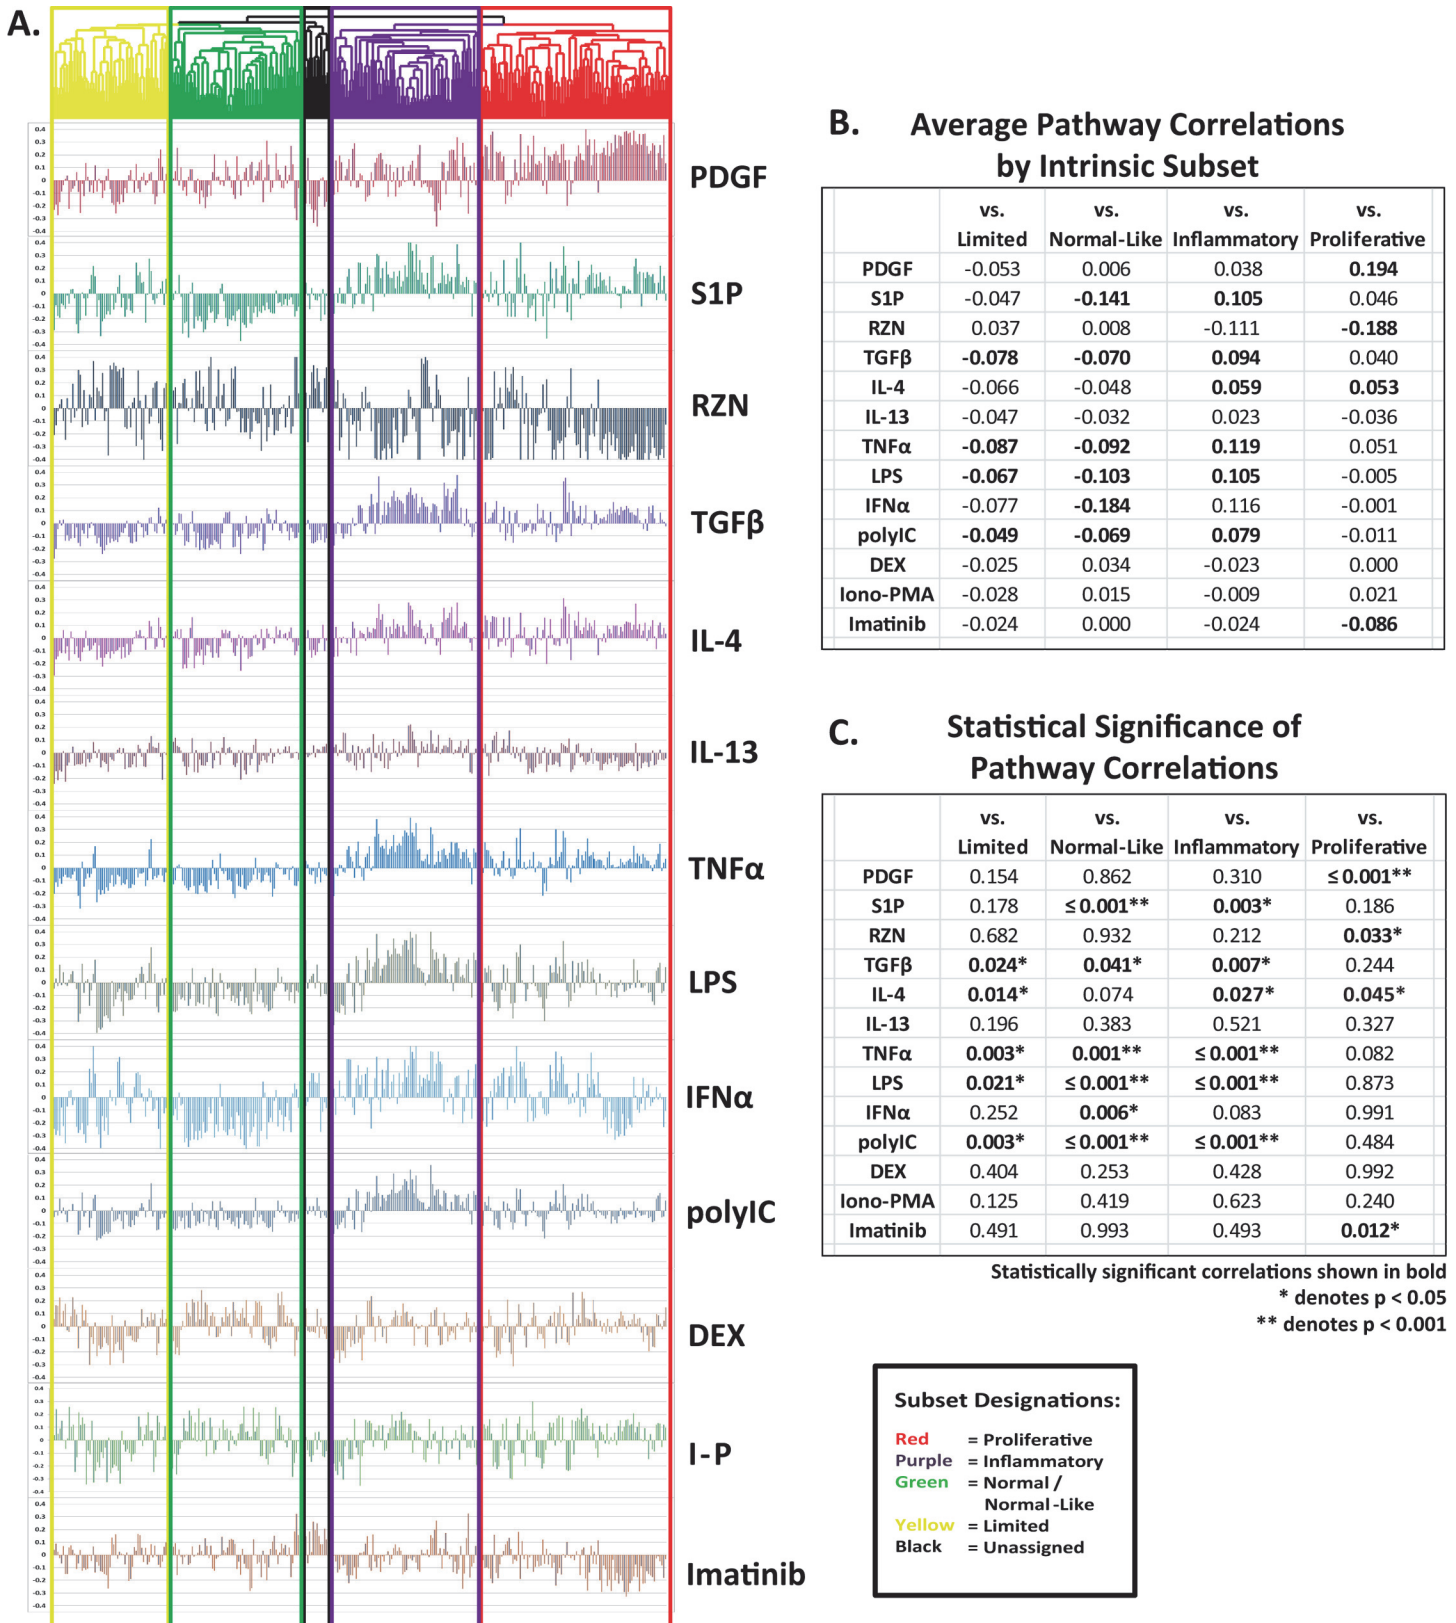 A.
PDGF
S1P
RZN
TGFβ
IL-4
IL-13
TNFα
LPS
IFNα
polyIC
DEX
I-P
Imatinib
B. Average Pathway Correlations
by Intrinsic Subset
vs. vs. vs. vs.
Limited Normal-Like Inflammatory Proliferative
PDGF -0.053 0.006 0.038 0.194
S1P -0.047 -0.141 0.105 0.046
RZN 0.037 0.008 -0.111 -0.188
TGFβ -0.078 -0.070 0.094 0.040
IL-4 -0.066 -0.048 0.059 0.053
IL-13 -0.047 -0.032 0.023 -0.036
TNFα -0.087 -0.092 0.119 0.051
LPS -0.067 -0.103 0.105 -0.005
IFNα -0.077 -0.184 0.116 -0.001
polyIC -0.049 -0.069 0.079 -0.011
DEX -0.025 0.034 -0.023 0.000
Iono-PMA -0.028 0.015 -0.009 0.021
Imatinib -0.024 0.000 -0.024 -0.086
C. Statistical Significance of
Pathway Correlations
vs. vs. vs. vs.
Limited Normal-Like Inflammatory Proliferative
PDGF 0.154 0.862 0.310 ≤ 0.001**
S1P 0.178 ≤ 0.001** 0.003* 0.186
RZN 0.682 0.932 0.212 0.033*
TGFβ 0.024* 0.041* 0.007* 0.244
IL-4 0.014* 0.074 0.027* 0.045*
IL-13 0.196 0.383 0.521 0.327
TNFα 0.003* 0.001** ≤ 0.001** 0.082
LPS 0.021* ≤ 0.001** ≤ 0.001** 0.873
IFNα 0.252 0.006* 0.083 0.991
polyIC 0.003* ≤ 0.001** ≤ 0.001** 0.484
DEX 0.404 0.253 0.428 0.992
Iono-PMA 0.125 0.419 0.623 0.240
Imatinib 0.491 0.993 0.493 0.012*
Statistically significant correlations shown in bold
* denotes p < 0.05
** denotes p < 0.001
Subset Designations:
Red = Proliferative
Purple = Inflammatory
Green = Normal /
Normal-Like
Yellow = Limited
Black = Unassigned